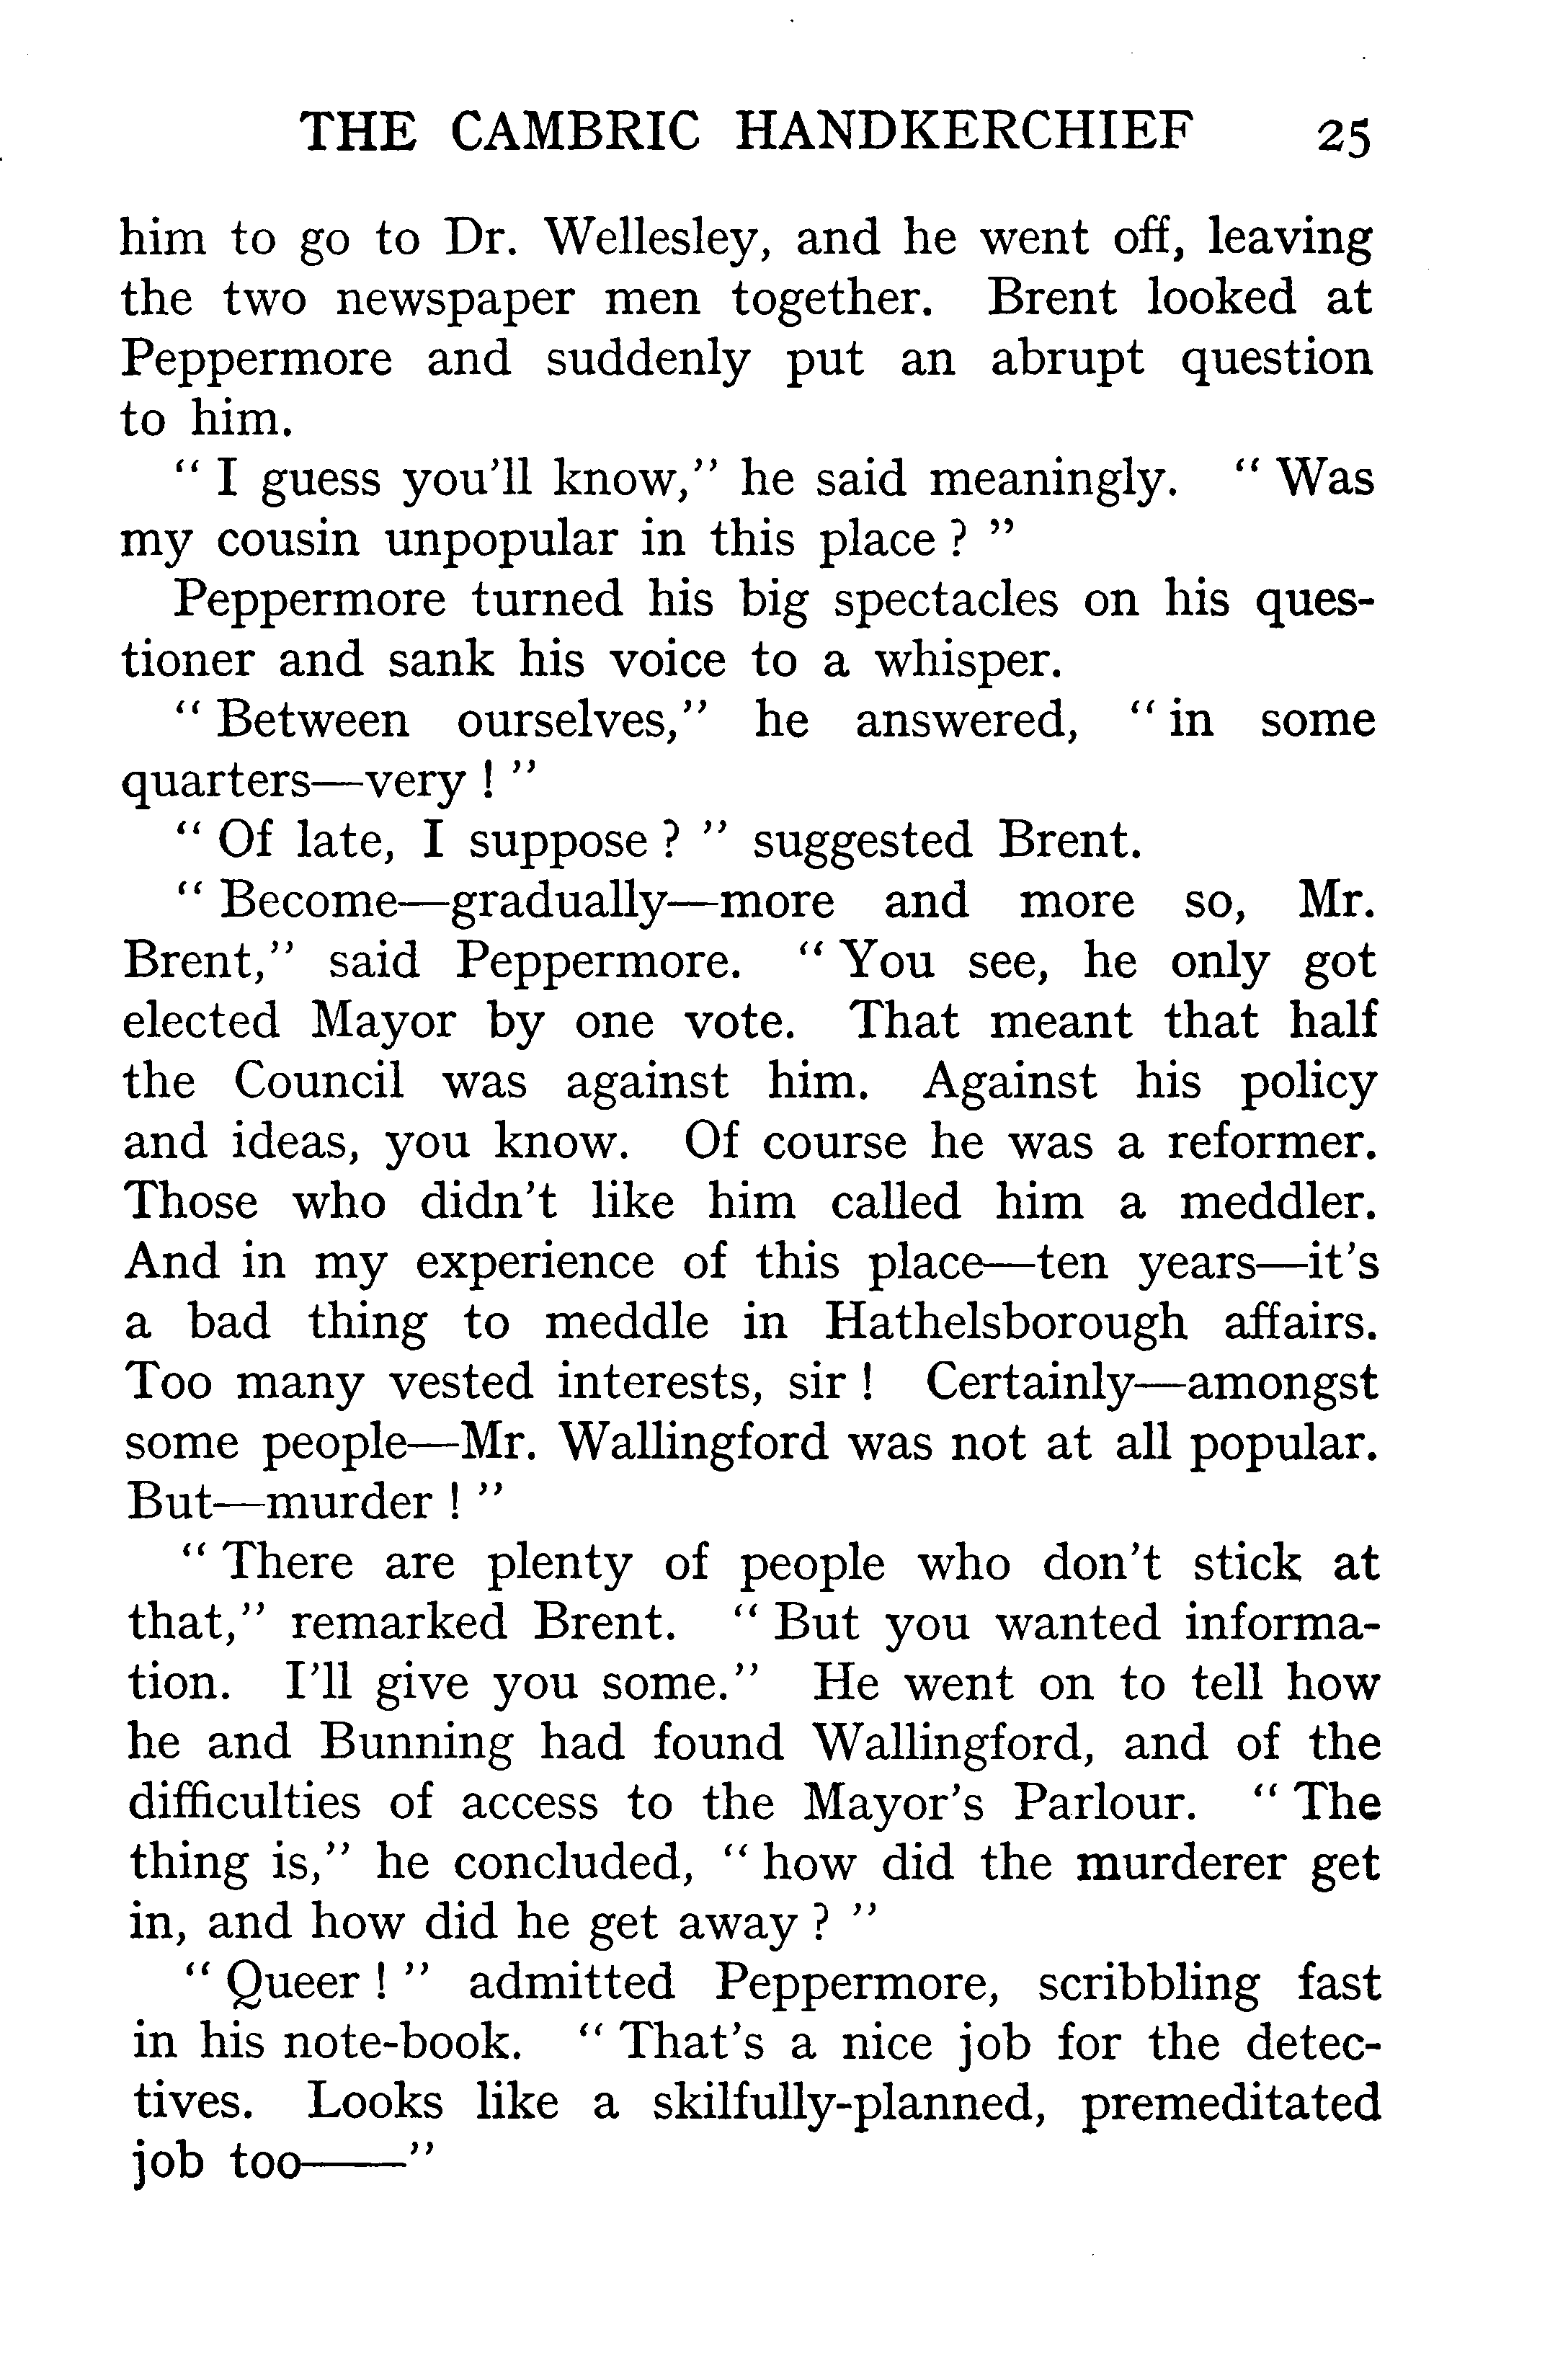 THE CAMBRIC HANDKERCHIEF 25
him to go to Dr. Wellesley, and he went off, leaving
the two newspaper men together. Brent looked at
Peppermore and suddenly put an abrupt question
to him.
“ I guess you’ll know,” he said meaningly. “ Was
my cousin unpopular in this place ? ”
Peppermore turned his big spectacles on his ques-
tioner and sank his voice to a whisper.
“ Between ourselves,” he answered, “ in some
quarters—very ! ”
“ Of late, I suppose ? ” suggested Brent.
“ Become—gradually—more and more so, Mr.
Brent,” said Peppermore. “ You see, he only got
elected Mayor by one vote. That meant that half
the Council was against him. Against his policy
and ideas, you know. Of course he was a reformer.
Those who didn’t like him called him a meddler.
And in my experience of this place—ten years—it’s
a bad thing to meddle in Hathelsborough affairs.
Too many vested interests, sir ! Certainly—amongst
some people—Mr. Wallingford was not at all popular.
But—murder ! ”
“ There are plenty of people who don’t stick at
that,” remarked Brent. “ But you wanted informa-
tion. I’ll give you some.” He went on to tell how
he and Bunning had found Wallingford, and of the
difficulties of access to the Mayor’s Parlour. “ The
thing is,” he concluded, “ how did the murderer get
in, and how did he get away ? ”
“ Queer ! ” admitted Peppermore, scribbling fast
in his note-book. “ That’s a nice job for the detec-
tives. Looks like a skilfully-planned, premeditated
job too——”